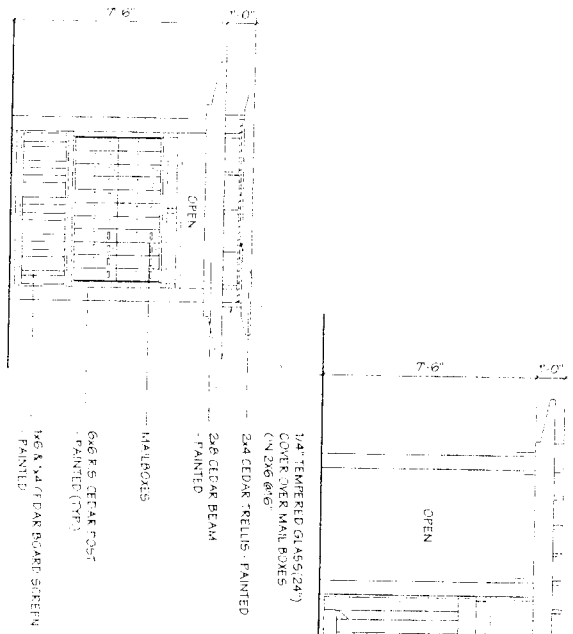 7'-6"
1'-0"
OPEN
1/4" TEMPERED GLASS (24")
COVER OVER MAIL BOXES
ON 2X6 @16"
2x4 CEDAR TRELLIS - PAINTED
2x8 CEDAR BEAM
- PAINTED
MAILBOXES
6x6 R.S. CEDAR POST
- PAINTED (TYP.)
1x6 & 1x4 CEDAR BOARD SCREEN
- PAINTED
7'-6"
1'-0"
OPEN